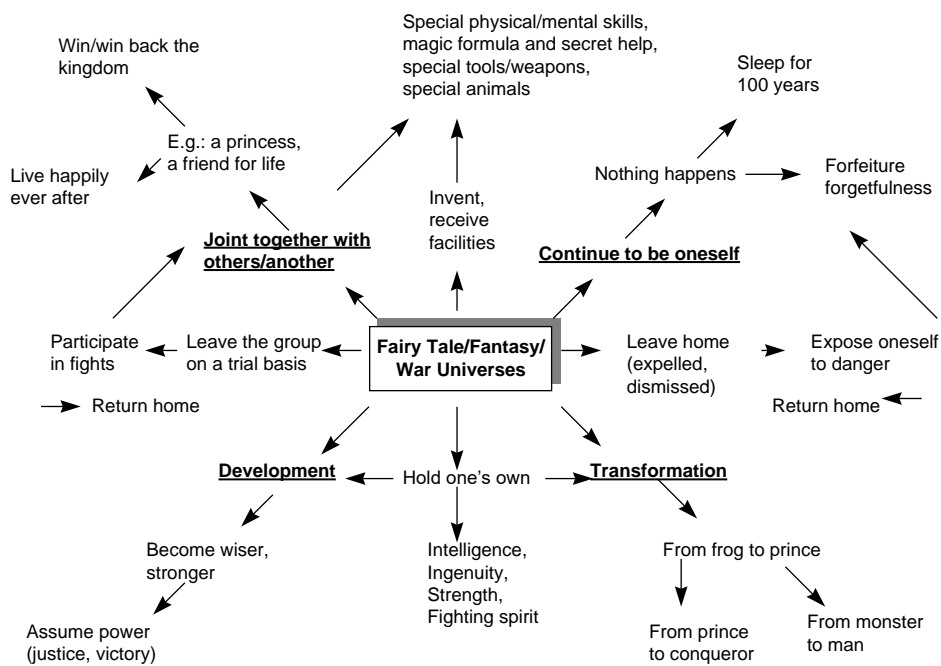 Special physical/mental skills,
magic formula and secret help,
special tools/weapons,
special animals
Win/win back the
kingdom
Sleep for
100 years
E.g.: a princess,
a friend for life
Live happily
ever after
Nothing happens
Forfeiture
forgetfulness
Invent,
receive
facilities
Joint together with
others/another
Continue to be oneself
Participate
in fights
Leave the group
on a trial basis
Fairy Tale/Fantasy/
War Universes
Leave home
(expelled,
dismissed)
Expose oneself
to danger
Return home
Return home
Development
Hold one's own
Transformation
Become wiser,
stronger
Intelligence,
Ingenuity,
Strength,
Fighting spirit
From frog to prince
Assume power
(justice, victory)
From prince
to conqueror
From monster
to man